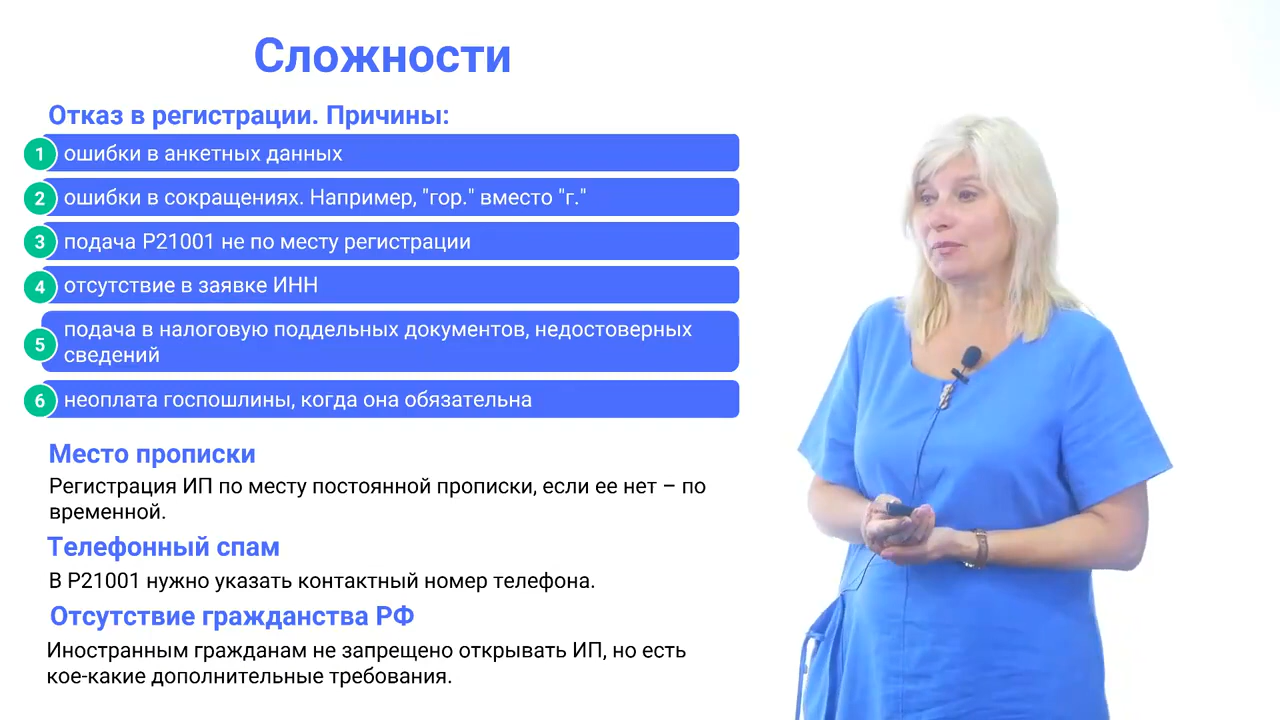 Сложности
Отказ в регистрации. Причины:
1 ошибки в анкетных данных
2 ошибки в сокращениях. Например, "гор." вместо "г."
3 подача Р21001 не по месту регистрации
4 отсутствие в заявке ИНН
5 подача в налоговую поддельных документов, недостоверных
сведений
6 неоплата госпошлины, когда она обязательна
Место прописки
Регистрация ИП по месту постоянной прописки, если ее нет – по
временной.
Телефонный спам
В Р21001 нужно указать контактный номер телефона.
Отсутствие гражданства РФ
Иностранным гражданам не запрещено открывать ИП, но есть
кое-какие дополнительные требования.